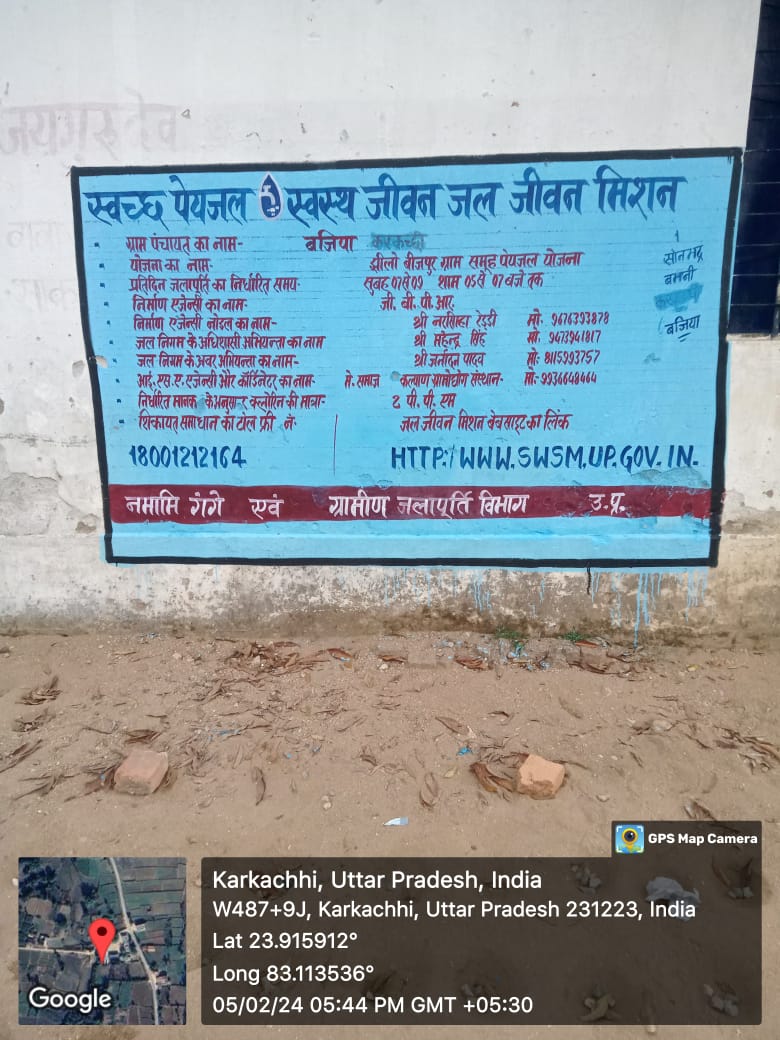 जयगुरुदेव
स्वच्छ पेयजल स्वस्थ जीवन जल जीवन मिशन
ग्राम पंचायत का नाम- बजिया करकच्छी
योजना का नाम- झीलो बीजपुर ग्राम समूह पेयजल योजना
प्रतिदिन जलापूर्ति का निर्धारित समय- सुबह 07 से 09 शाम 05 से 07 बजे तक
निर्माण एजेन्सी का नाम- जी. वी. पी. आर
निर्माण एजेन्सी नोडल का नाम- श्री नरसिम्हा रेड्डी मो. 9676393878
जल निगम के अधिशासी अभियन्ता का नाम श्री महेन्द्र सिंह मो. 9473941817
जल निगम के अवर अभियन्ता का नाम- श्री जर्नादन यादव मो. 8115993757
आई. एस. ए. एजेन्सी और कॉर्डिनेटर का नाम- मे. समाज कल्याण ग्रामोद्योग संस्थान- मो.- 9936648464
निर्धारित मानक के अनुसार क्लोरिन की मात्रा- 2 पी. पी. एम
शिकायत समाधान का टोल फ्री नं- जल जीवन मिशन बेबसाइट का लिंक
18001212164 HTTP:/WWW.SWSM.UP.GOV.IN.
नमामि गंगे एवं ग्रामीण जलापूर्ति विभाग उ.प्र.
1
सोनभद्र
बभनी
(बजिया
GPS Map Camera
Karkachhi, Uttar Pradesh, India
W487+9J, Karkachhi, Uttar Pradesh 231223, India
Lat 23.915912°
Long 83.113536°
05/02/24 05:44 PM GMT +05:30
Google